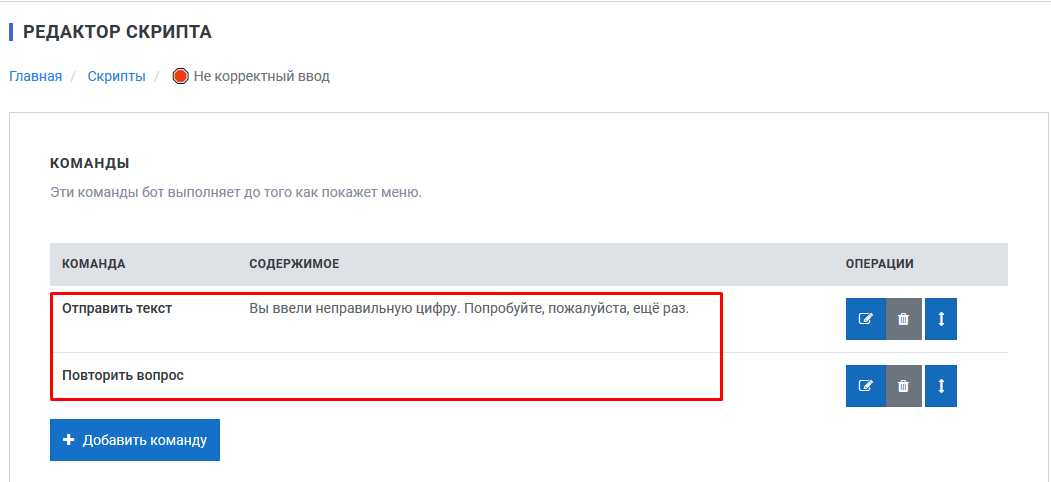 РЕДАКТОР СКРИПТА
Главная / Скрипты / Не корректный ввод
КОМАНДЫ
Эти команды бот выполняет до того как покажет меню.
КОМАНДА СОДЕРЖИМОЕ ОПЕРАЦИИ
Отправить текст Вы ввели неправильную цифру. Попробуйте, пожалуйста, ещё раз.
Повторить вопрос
+ Добавить команду